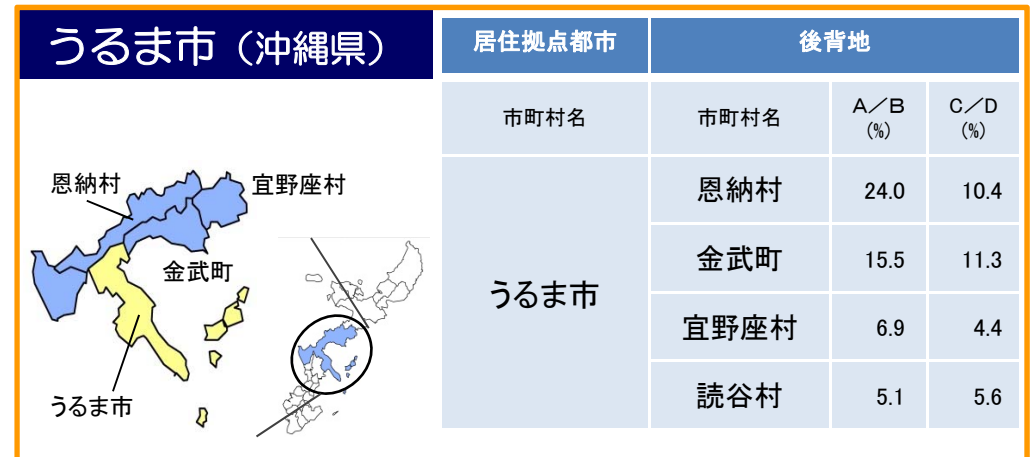 うるま市（沖縄県）
恩納村
宜野座村
金武町
うるま市
居住拠点都市 後背地
市町村名 市町村名 A／B (%) C／D (%)
うるま市
恩納村 24.0 10.4
金武町 15.5 11.3
宜野座村 6.9 4.4
読谷村 5.1 5.6